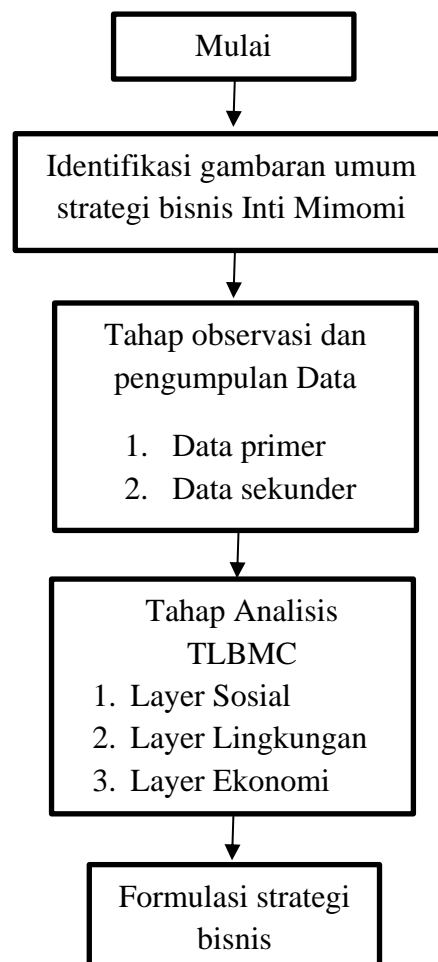 Mulai
Identifikasi gambaran umum
strategi bisnis Inti Mimomi
Tahap observasi dan
pengumpulan Data
1. Data primer
2. Data sekunder
Tahap Analisis
TLBMC
1. Layer Sosial
2. Layer Lingkungan
3. Layer Ekonomi
Formulasi strategi
bisnis